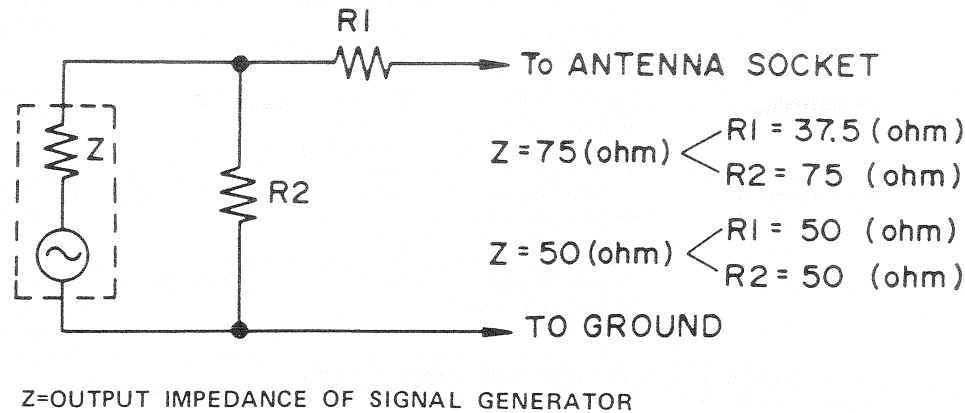 R1
To ANTENNA SOCKET
Z
R2
Z = 75 (ohm)
R1 = 37.5 (ohm)
R2 = 75 (ohm)
Z = 50 (ohm)
R1 = 50 (ohm)
R2 = 50 (ohm)
TO GROUND
Z=OUTPUT IMPEDANCE OF SIGNAL GENERATOR